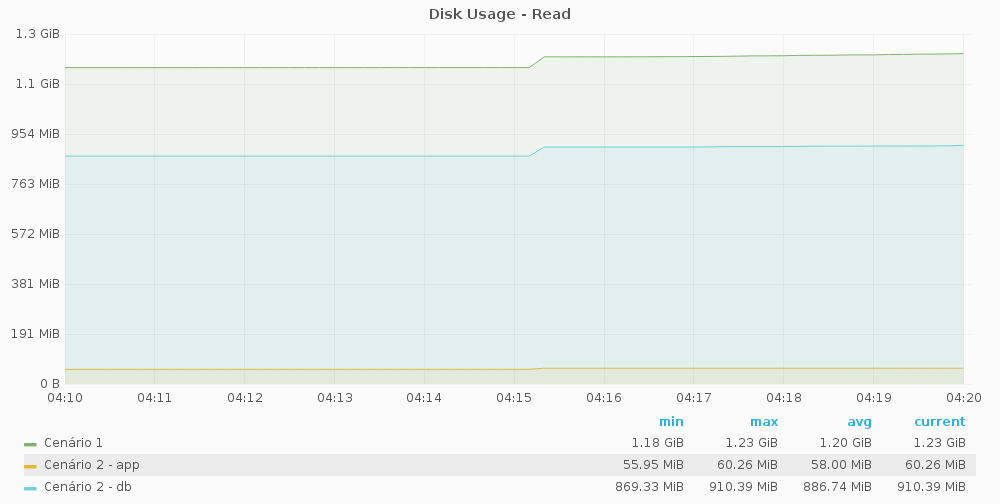 Disk Usage - Read
1.3 GiB
1.1 GiB
954 MiB
763 MiB
572 MiB
381 MiB
191 MiB
0 B
04:10 04:11 04:12 04:13 04:14 04:15 04:16 04:17 04:18 04:19 04:20
min max avg current
Cenário 1 1.18 GiB 1.23 GiB 1.20 GiB 1.23 GiB
Cenário 2 - app 55.95 MiB 60.26 MiB 58.00 MiB 60.26 MiB
Cenário 2 - db 869.33 MiB 910.39 MiB 886.74 MiB 910.39 MiB